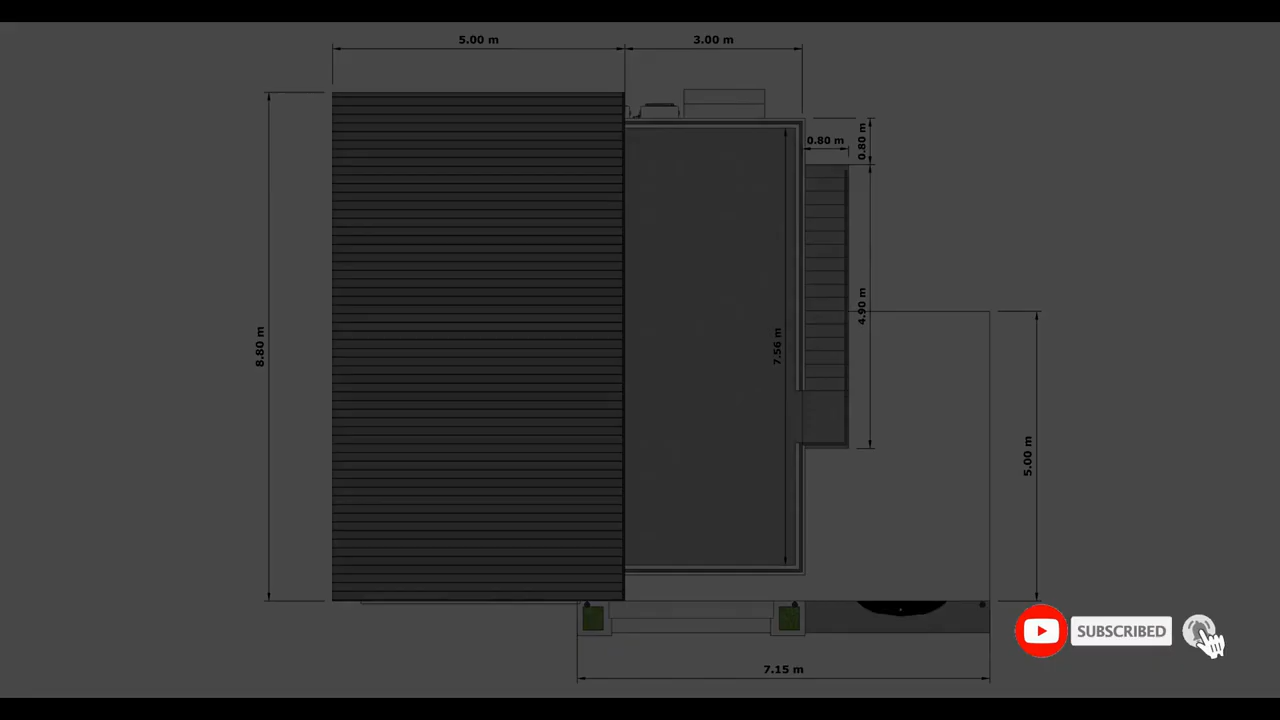 5.00 m
3.00 m
0.80 m
0.80 m
8.80 m
7.56 m
4.90 m
5.00 m
SUBSCRIBED
7.15 m